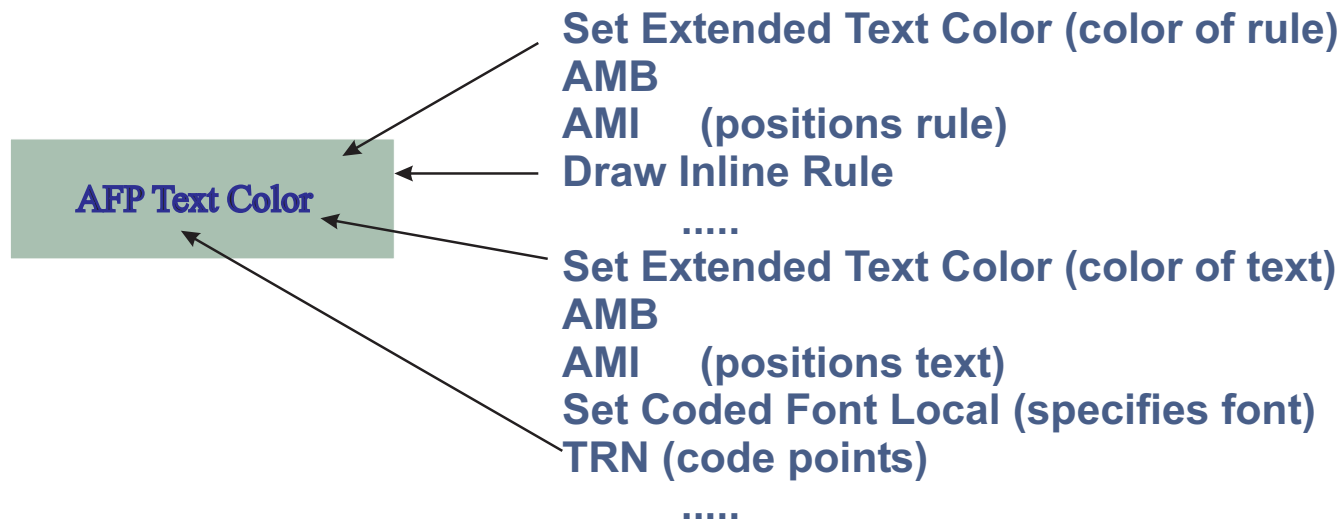 Set Extended Text Color (color of rule)
AMB
AMI (positions rule)
Draw Inline Rule
.....
AFP Text Color
Set Extended Text Color (color of text)
AMB
AMI (positions text)
Set Coded Font Local (specifies font)
TRN (code points)
.....